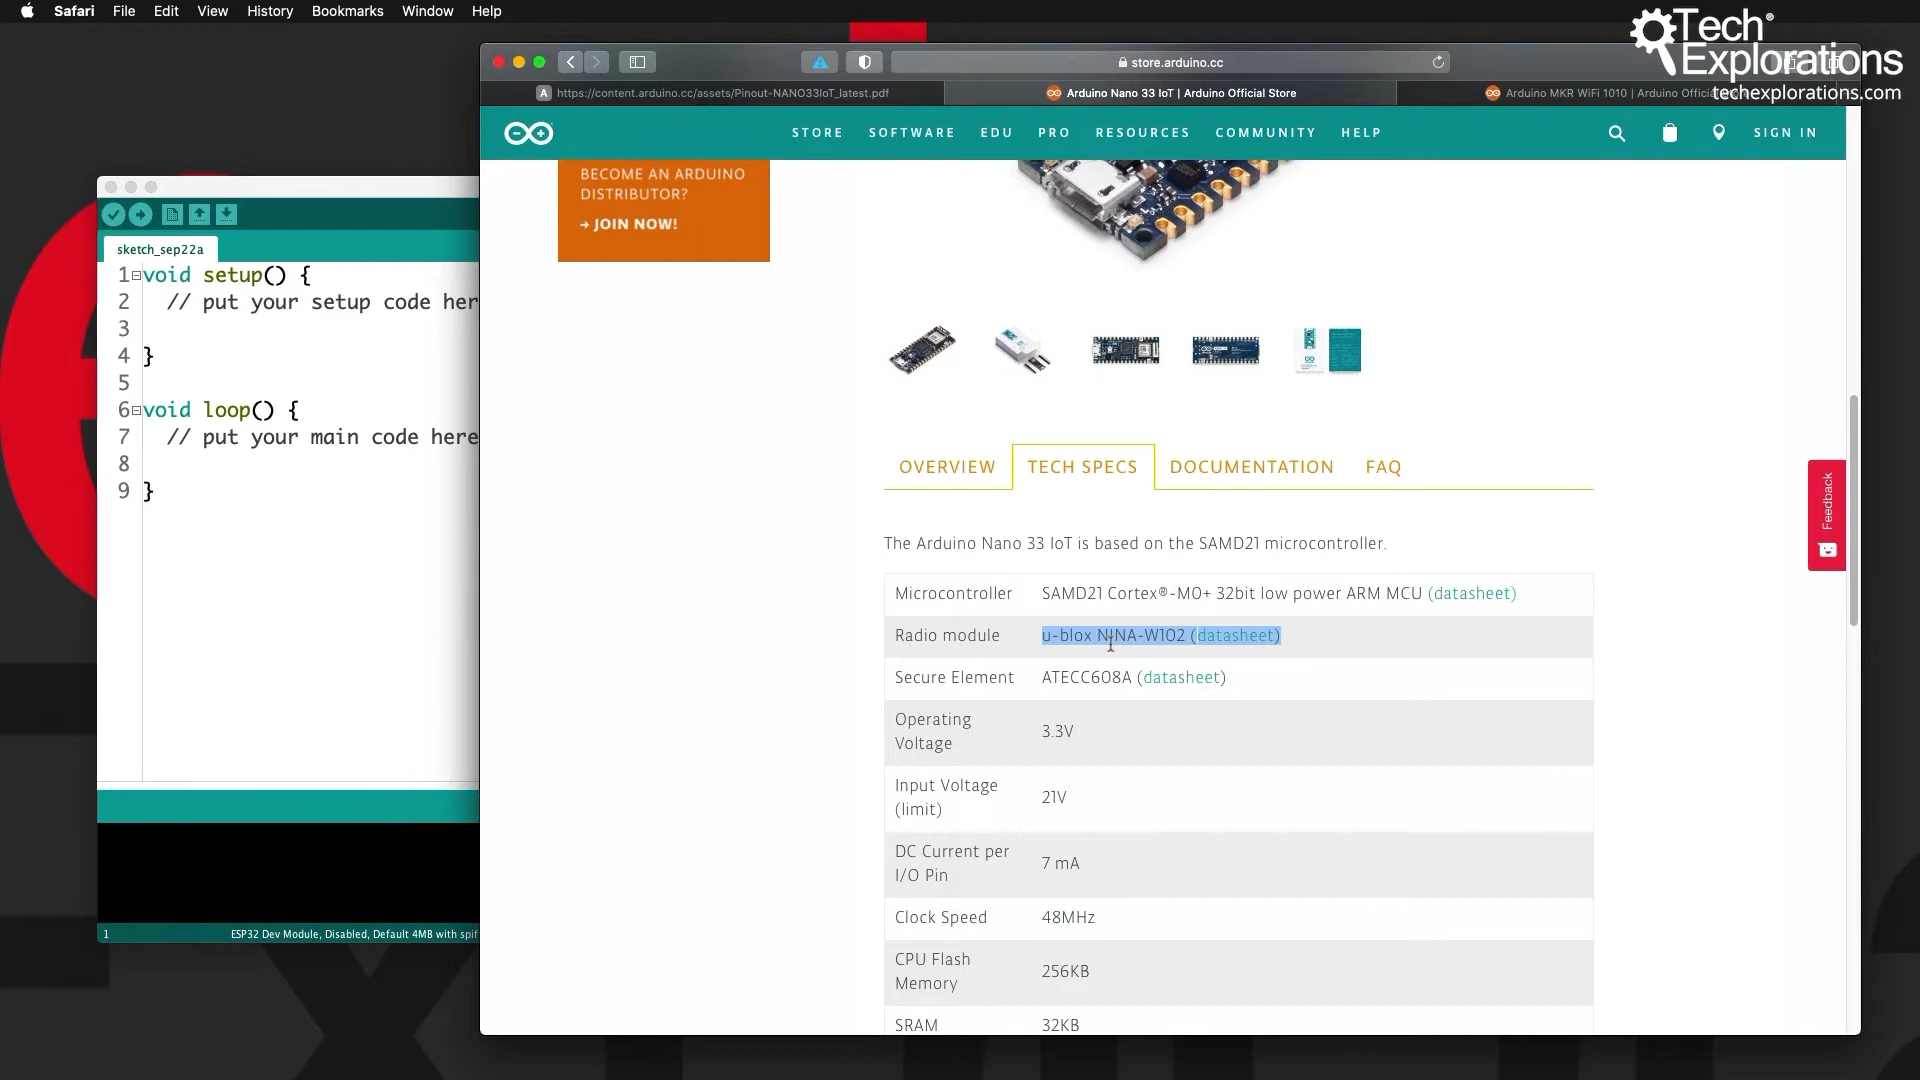 Safari File Edit View History Bookmarks Window Help
Tech®
Explorations
techexplorations.com
store.arduino.cc
A https://content.arduino.cc/assets/Pinout-NANO33IoT_latest.pdf
Arduino Nano 33 IoT | Arduino Official Store
Arduino MKR WiFi 1010 | Arduino Offici
STORE SOFTWARE EDU PRO RESOURCES COMMUNITY HELP
SIGN IN
BECOME AN ARDUINO
DISTRIBUTOR?
→ JOIN NOW!
sketch_sep22a
1 void setup() {
2 // put your setup code her
3
4 }
5
6 void loop() {
7 // put your main code here
8
9 }
1
ESP32 Dev Module, Disabled, Default 4MB with spif
OVERVIEW TECH SPECS DOCUMENTATION FAQ
Feedback
The Arduino Nano 33 IoT is based on the SAMD21 microcontroller.
Microcontroller SAMD21 Cortex®-M0+ 32bit low power ARM MCU (datasheet)
Radio module u-blox NINA-W102 (datasheet)
Secure Element ATECC608A (datasheet)
Operating
Voltage
3.3V
Input Voltage
(limit)
21V
DC Current per
I/O Pin
7 mA
Clock Speed 48MHz
CPU Flash
Memory
256KB
SRAM 32KB